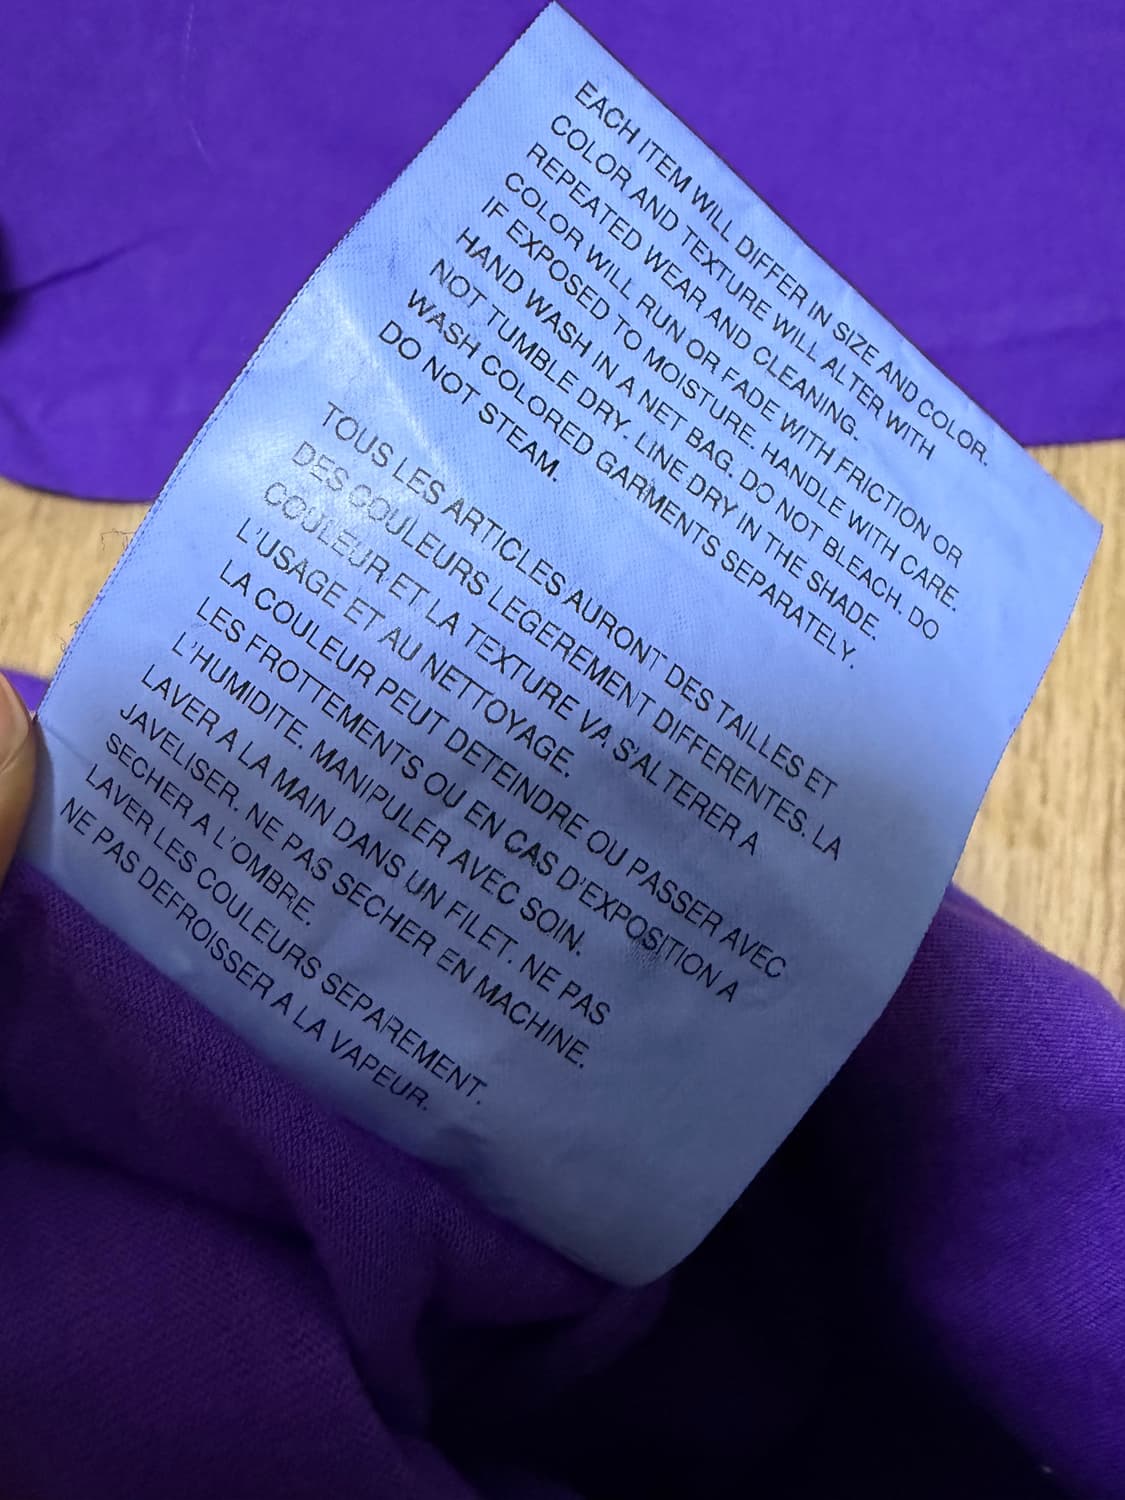 EACH ITEM WILL DIFFER IN SIZE AND COLOR.
COLOR AND TEXTURE WILL ALTER WITH
REPEATED WEAR AND CLEANING.
COLOR WILL RUN OR FADE WITH FRICTION OR
IF EXPOSED TO MOISTURE. HANDLE WITH CARE.
HAND WASH IN A NET BAG. DO NOT BLEACH. DO
NOT TUMBLE DRY. LINE DRY IN THE SHADE.
WASH COLORED GARMENTS SEPARATELY.
DO NOT STEAM.
TOUS LES ARTICLES AURONT DES TAILLES ET
DES COULEURS LEGEREMENT DIFFERENTES. LA
COULEUR ET LA TEXTURE VA S'ALTERER A
L'USAGE ET AU NETTOYAGE.
LA COULEUR PEUT DETEINDRE OU PASSER AVEC
LES FROTTEMENTS OU EN CAS D'EXPOSITION A
L'HUMIDITE. MANIPULER AVEC SOIN.
LAVER A LA MAIN DANS UN FILET. NE PAS
JAVELISER. NE PAS SECHER EN MACHINE.
SECHER A L'OMBRE.
LAVER LES COULEURS SEPAREMENT.
NE PAS DEFROISSER A LA VAPEUR.